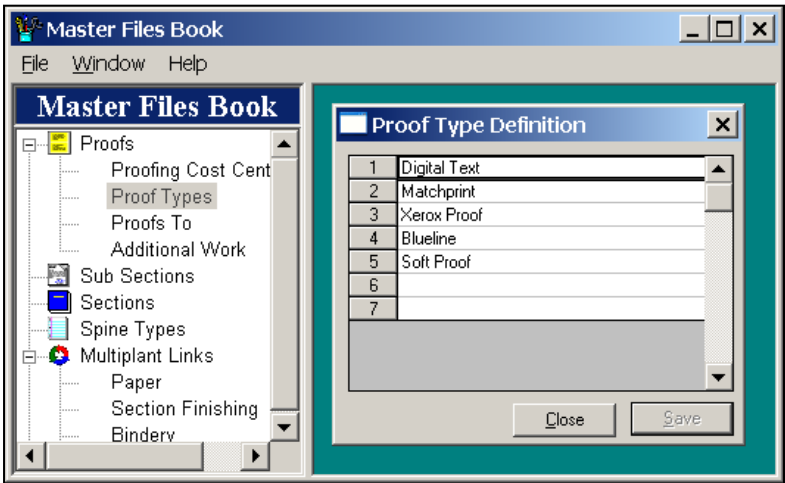 Master Files Book
File Window Help
Master Files Book
Proofs
Proofing Cost Cent
Proof Types
Proofs To
Additional Work
Sub Sections
Sections
Spine Types
Multiplant Links
Paper
Section Finishing
Bindery
Proof Type Definition
1 Digital Text
2 Matchprint
3 Xerox Proof
4 Blueline
5 Soft Proof
6
7
Close Save